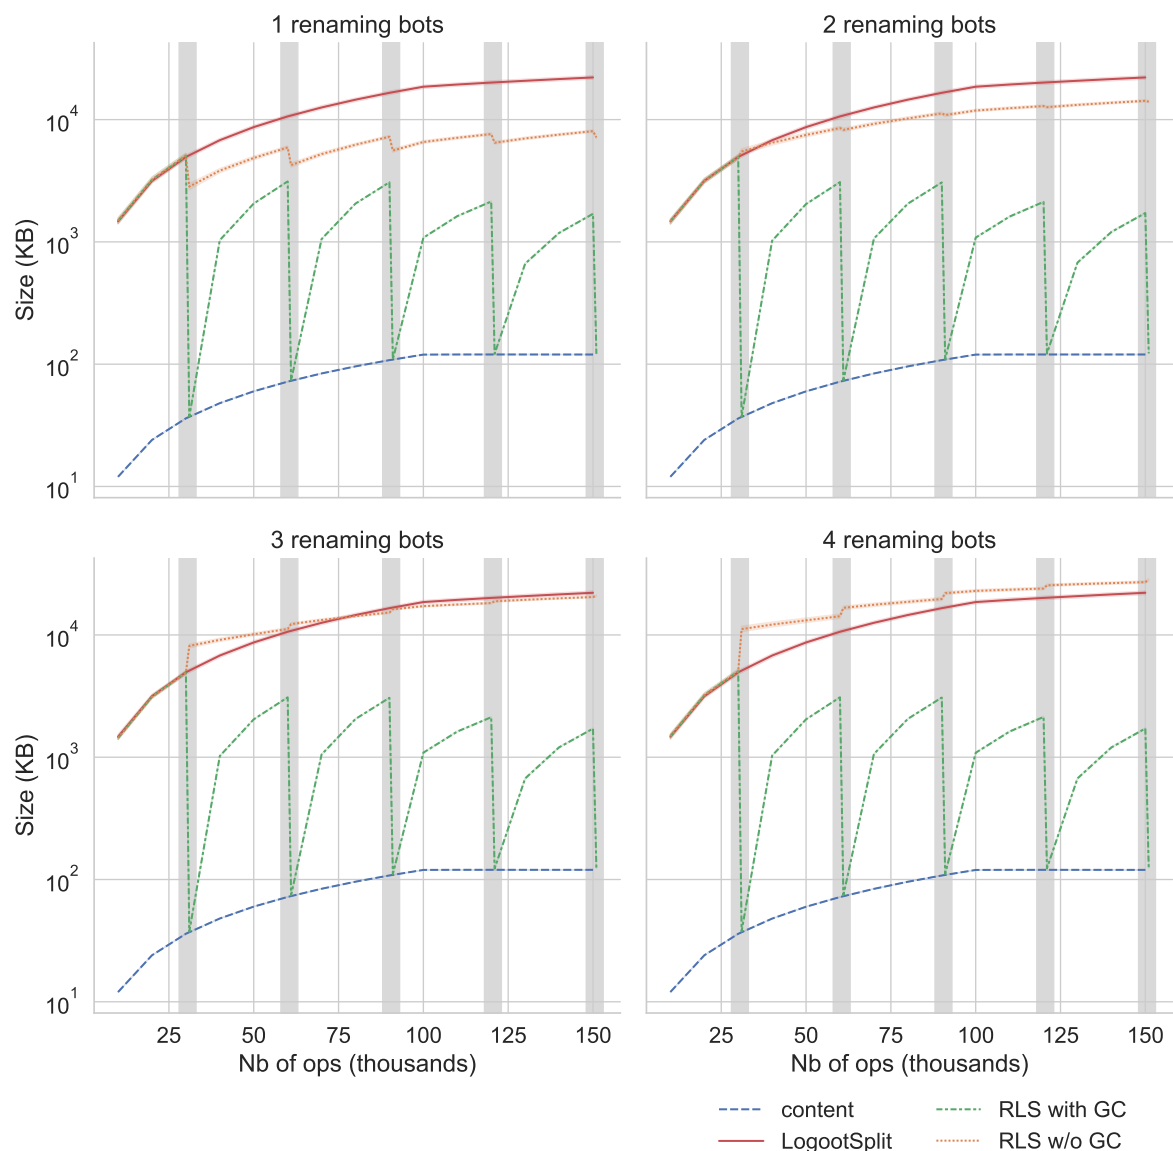 1 renaming bots
2 renaming bots
10^4
10^3
10^2
10^1
Size (KB)
3 renaming bots
4 renaming bots
10^4
10^3
10^2
10^1
Size (KB)
25 50 75 100 125 150
25 50 75 100 125 150
Nb of ops (thousands)
Nb of ops (thousands)
content
RLS with GC
LogootSplit
RLS w/o GC